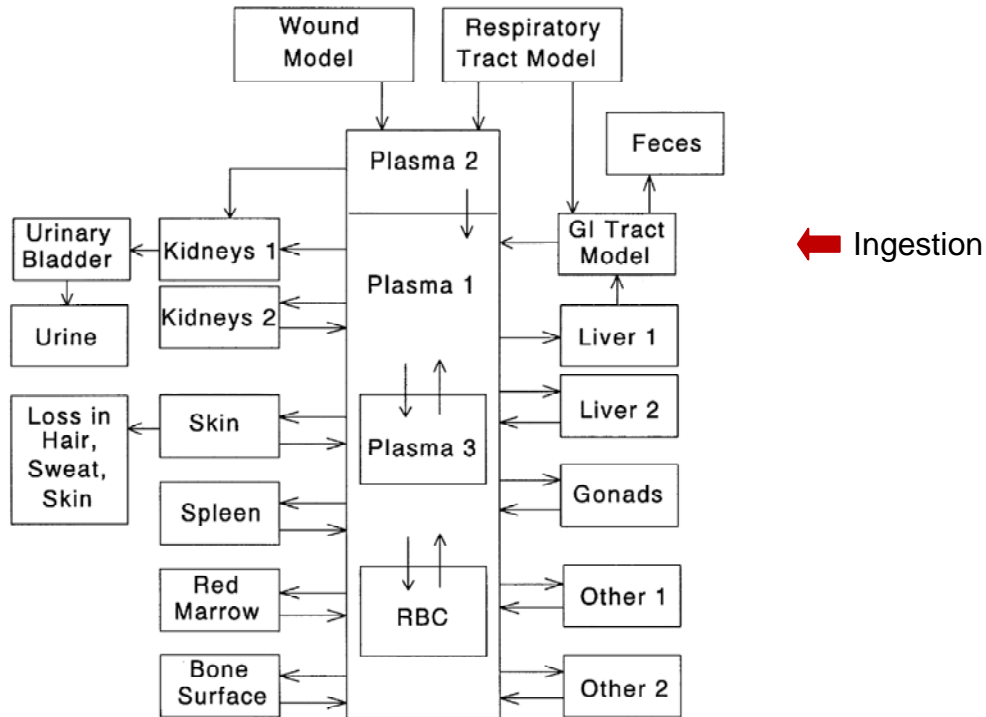 Wound
Model
Respiratory
Tract Model
Feces
Plasma 2
GI Tract
Model
Ingestion
Urinary
Bladder
Kidneys 1
Plasma 1
Kidneys 2
Urine
Liver 1
Liver 2
Loss in
Hair,
Sweat,
Skin
Skin
Plasma 3
Gonads
Spleen
Red
Marrow
RBC
Other 1
Bone
Surface
Other 2